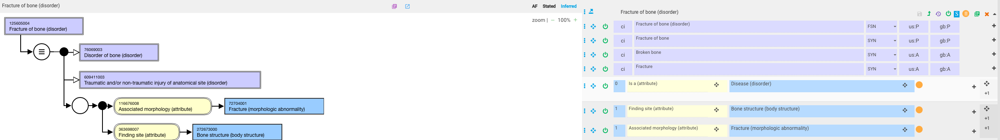 Fracture of bone (disorder)
AF Stated Inferred
zoom | − 100% +
125605004
Fracture of bone (disorder)
76069003
Disorder of bone (disorder)
609411003
Traumatic and/or non-traumatic injury of anatomical site (disorder)
116676008
Associated morphology (attribute)
72704001
Fracture (morphologic abnormality)
363698007
Finding site (attribute)
272673000
Bone structure (body structure)
Fracture of bone (disorder)
S
ci Fracture of bone (disorder) FSN us:P gb:P +
ci Fracture of bone SYN us:P gb:P +
ci Broken bone SYN us:A gb:A +
ci Fracture SYN us:A gb:A +
0 Is a (attribute) Disease (disorder) +
+1
1 Finding site (attribute) Bone structure (body structure) +
+1
1 Associated morphology (attribute) Fracture (morphologic abnormality) +
+1